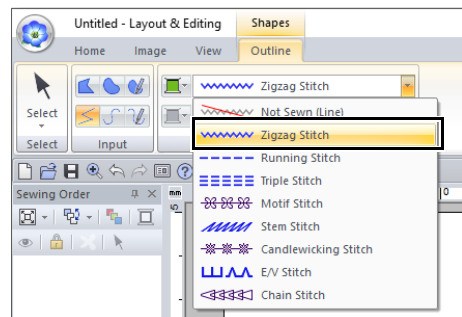 Untitled - Layout & Editing Shapes
Home Image View Outline
Zigzag Stitch
Select
Select Input
Not Sewn (Line)
Zigzag Stitch
Running Stitch
Triple Stitch
Motif Stitch
Stem Stitch
Candlewicking Stitch
E/V Stitch
Chain Stitch
Sewing Order
mm
0